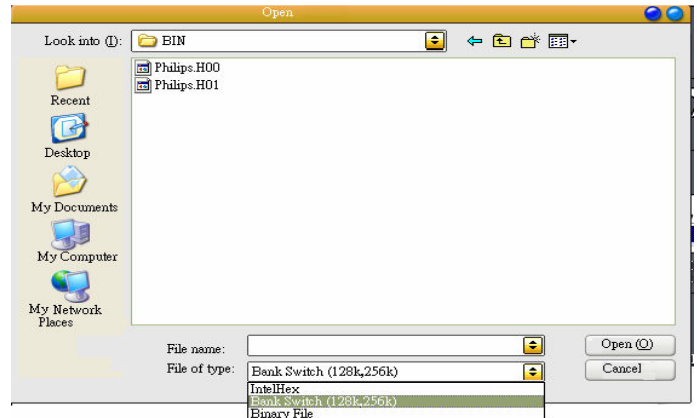 Open
Look into (I): BIN
Philips.H00
Philips.H01
Recent
Desktop
My Documents
My Computer
My Network
Places
File name:
Open (O)
File of type: Bank Switch (128k,256k)
Cancel
IntelHex
Bank Switch (128k,256k)
Binary File